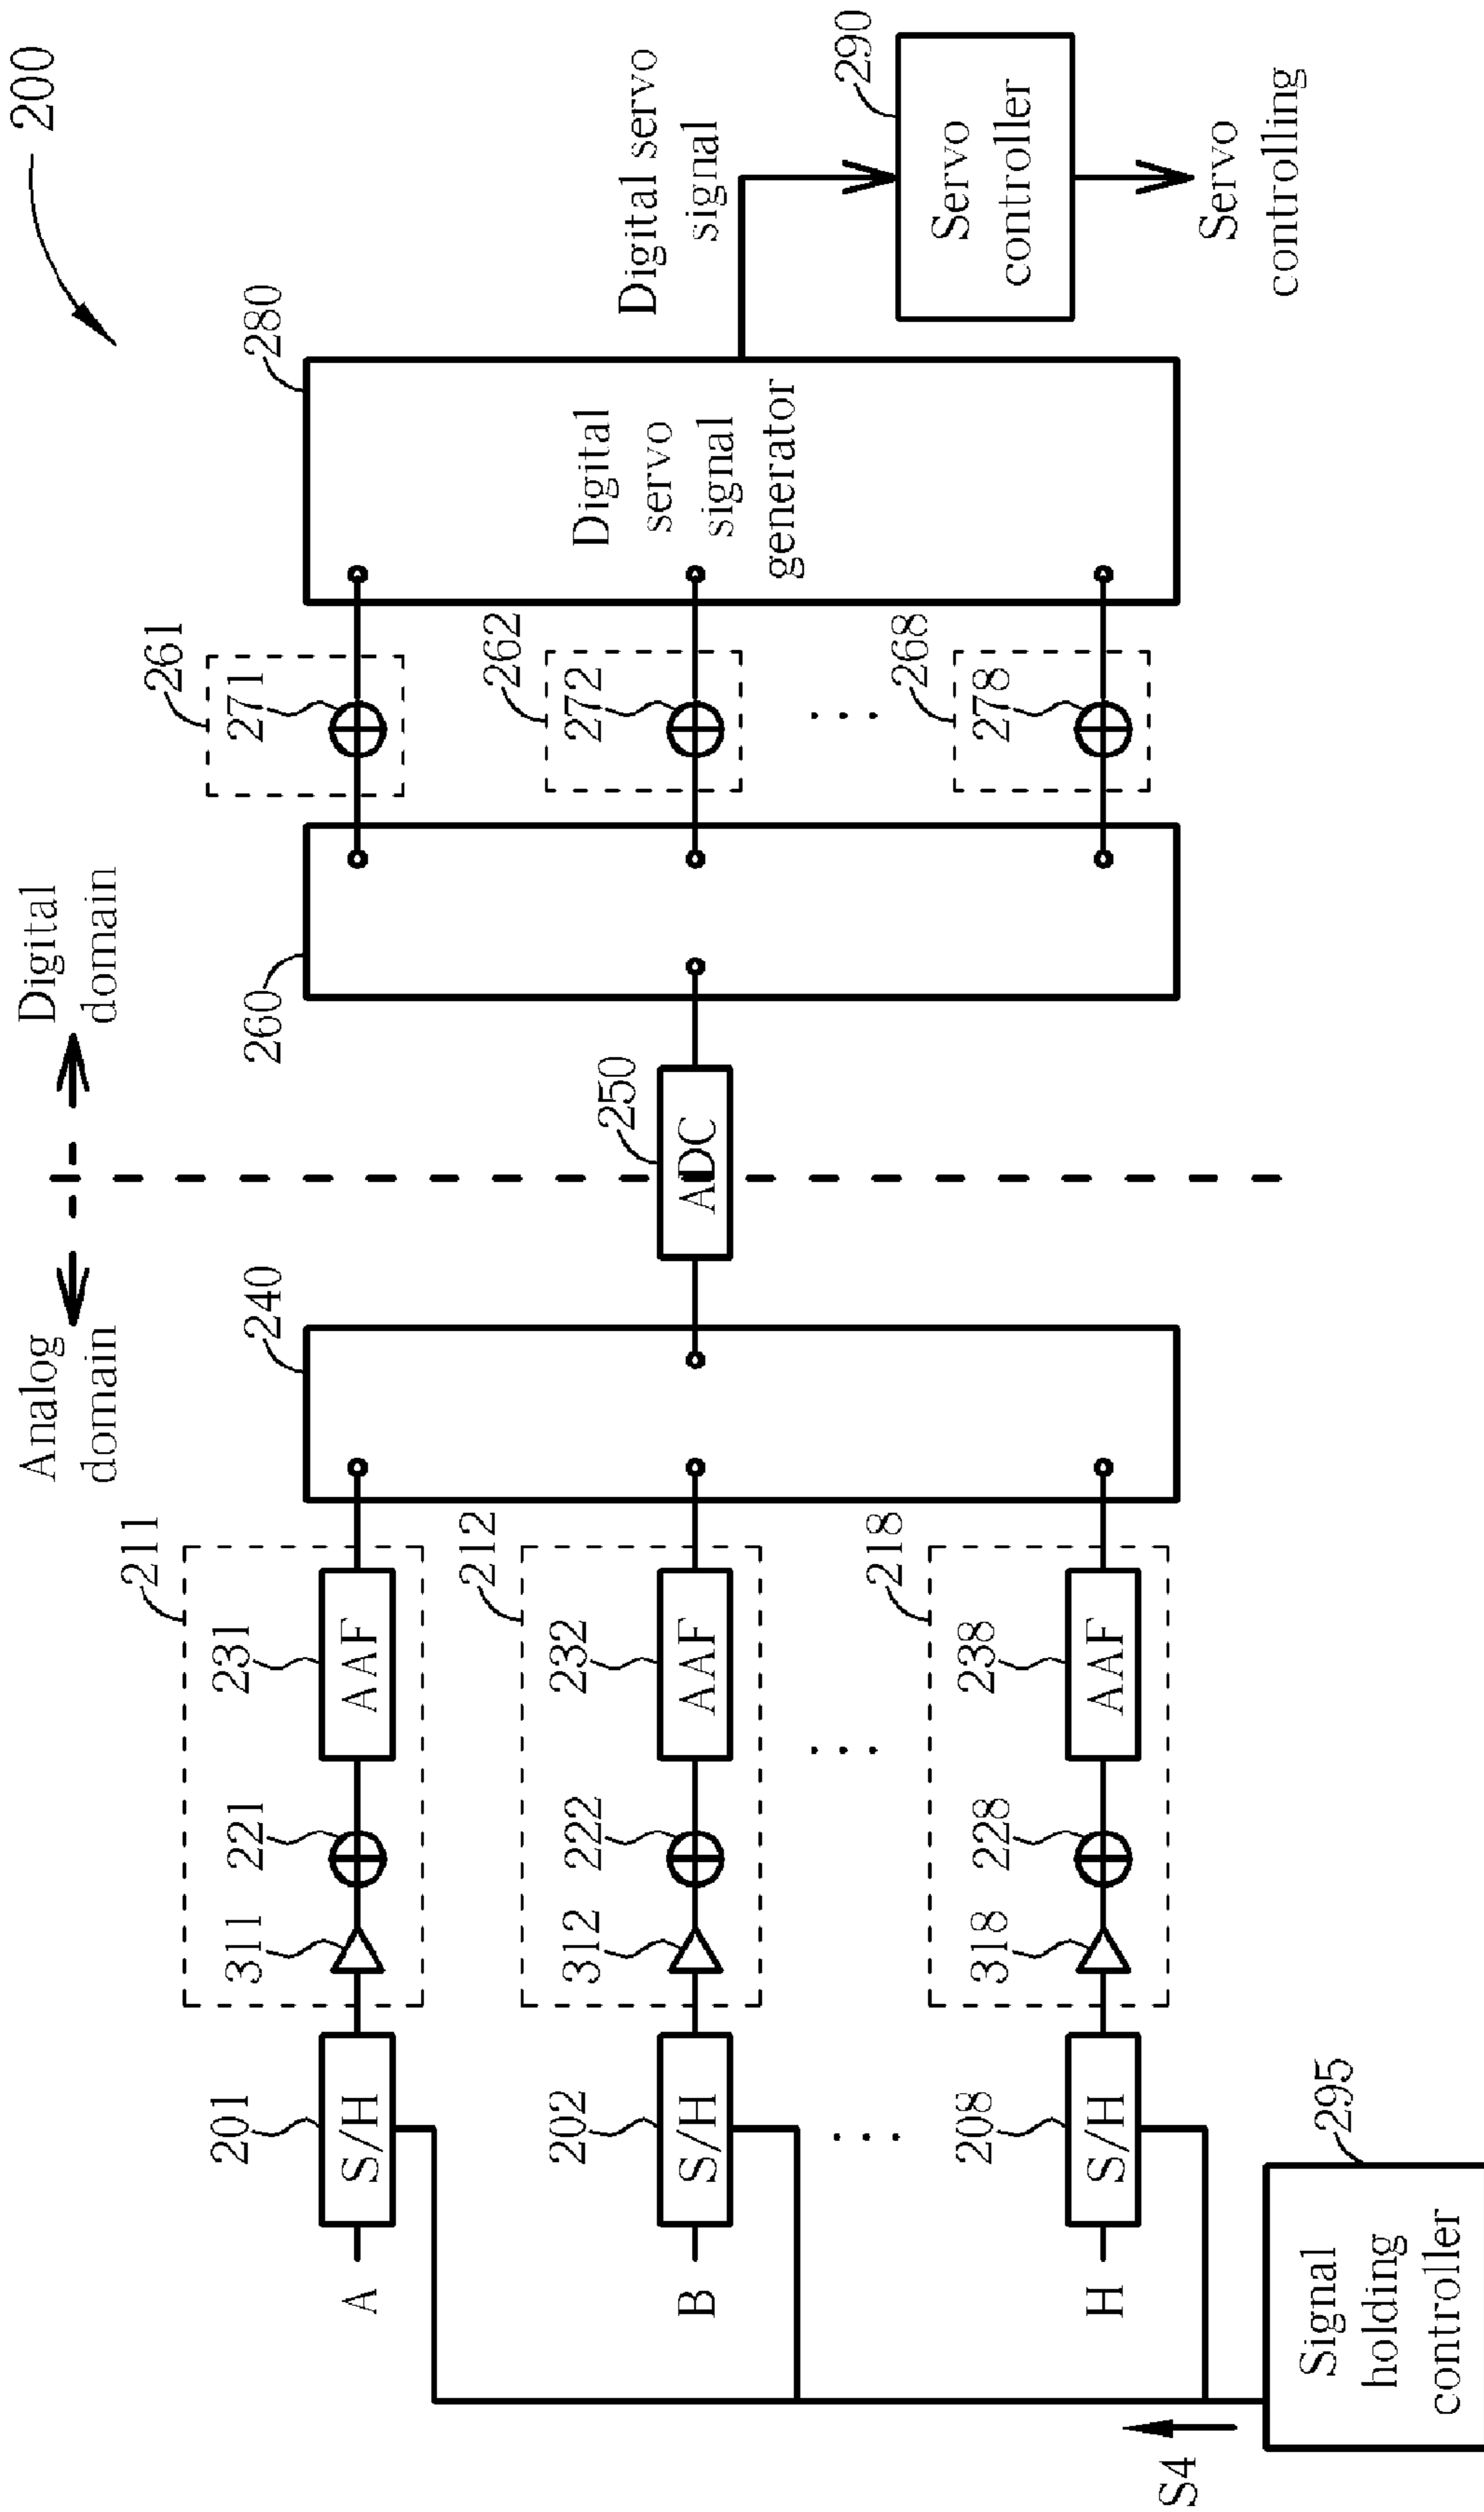 200
Analog
domain
Digital
domain
211
231
221
311
201
A
S/H
AAF
240
260
261
271
280
212
232
222
312
202
B
S/H
AAF
250
ADC
262
272
Digital
servo
signal
generator
Digital servo
signal
...
...
...
218
238
228
318
208
H
S/H
AAF
268
278
290
Servo
controller
Servo
controlling
S4
295
Signal
holding
controller